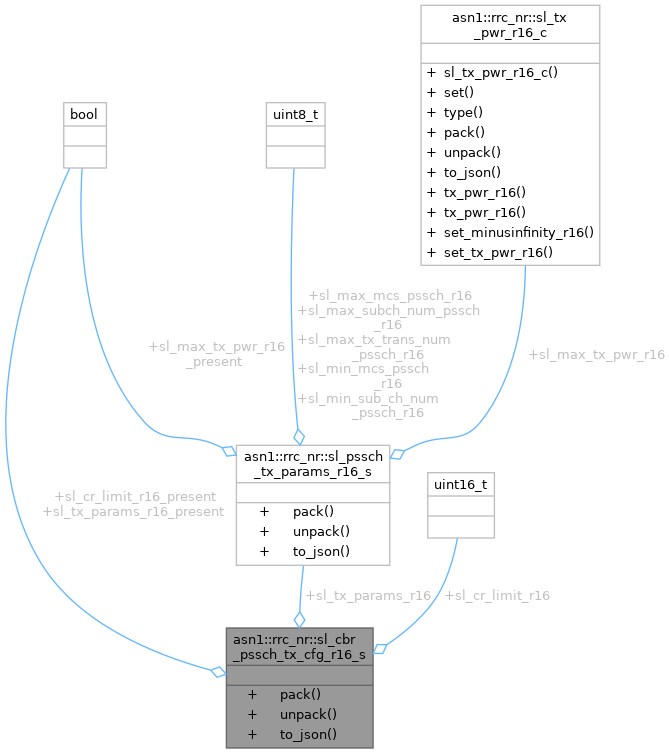 asn1::rrc_nr::sl_tx
_pwr_r16_c
+ sl_tx_pwr_r16_c()
+ set()
+ type()
+ pack()
+ unpack()
+ to_json()
+ tx_pwr_r16()
+ tx_pwr_r16()
+ set_minusinfinity_r16()
+ set_tx_pwr_r16()
bool
uint8_t
+sl_max_tx_pwr_r16
_present
+sl_max_mcs_pssch_r16
+sl_max_subch_num_pssch
_r16
+sl_max_tx_trans_num
_pssch_r16
+sl_min_mcs_pssch
_r16
+sl_min_sub_ch_num
_pssch_r16
+sl_max_tx_pwr_r16
asn1::rrc_nr::sl_pssch
_tx_params_r16_s
+ pack()
+ unpack()
+ to_json()
uint16_t
+sl_cr_limit_r16_present
+sl_tx_params_r16_present
+sl_tx_params_r16
+sl_cr_limit_r16
asn1::rrc_nr::sl_cbr
_pssch_tx_cfg_r16_s
+ pack()
+ unpack()
+ to_json()